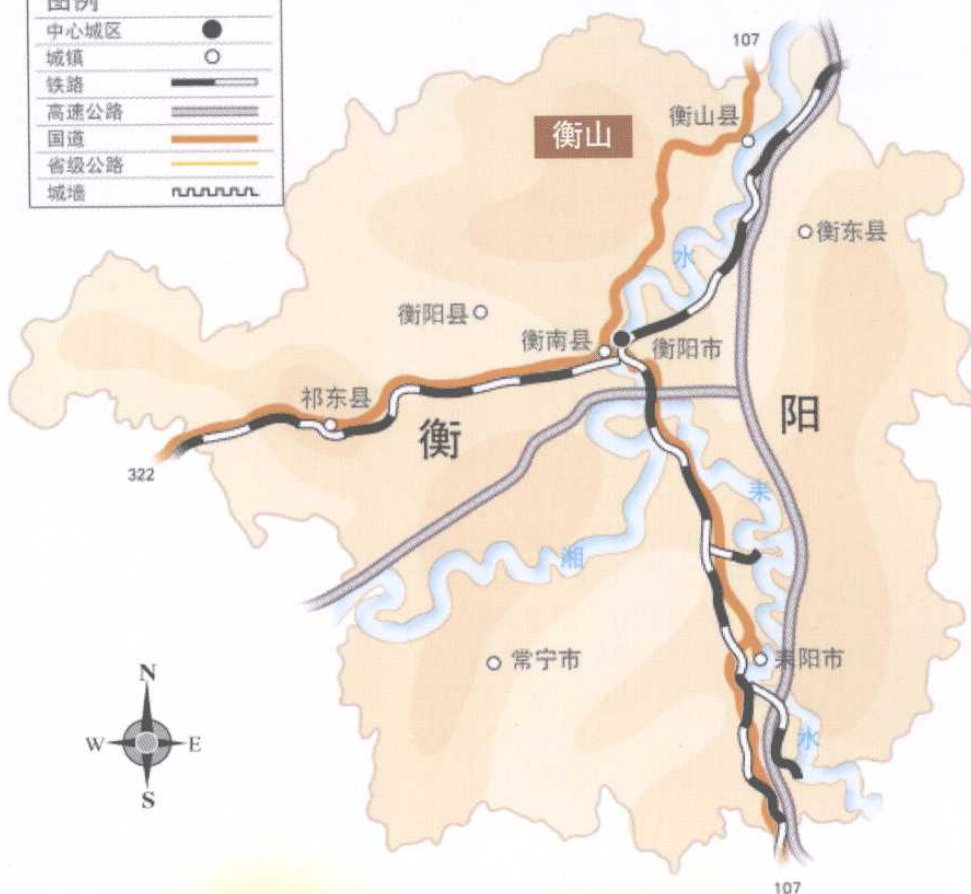 图例
中心城区
城镇
铁路
高速公路
国道
省级公路
城墙
107
衡山县
衡山
衡东县
水
衡阳县
衡南县
衡阳市
祁东县
衡
阳
322
耒
湘
常宁市
耒阳市
水
N
W
E
S
107